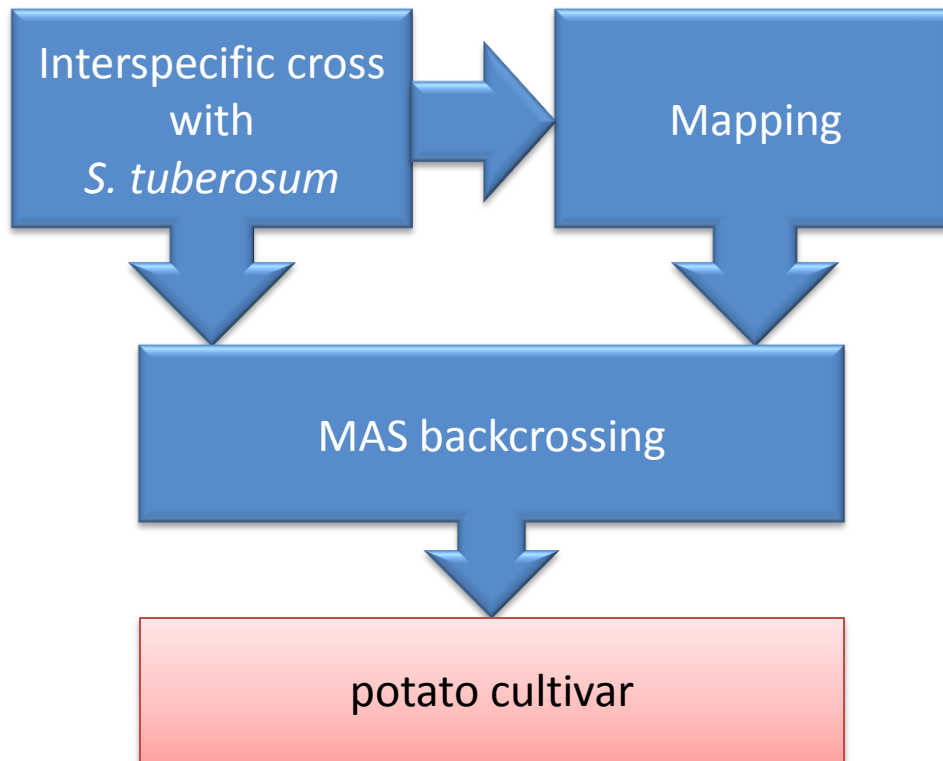 Interspecific cross
with
S. tuberosum
Mapping
MAS backcrossing
potato cultivar